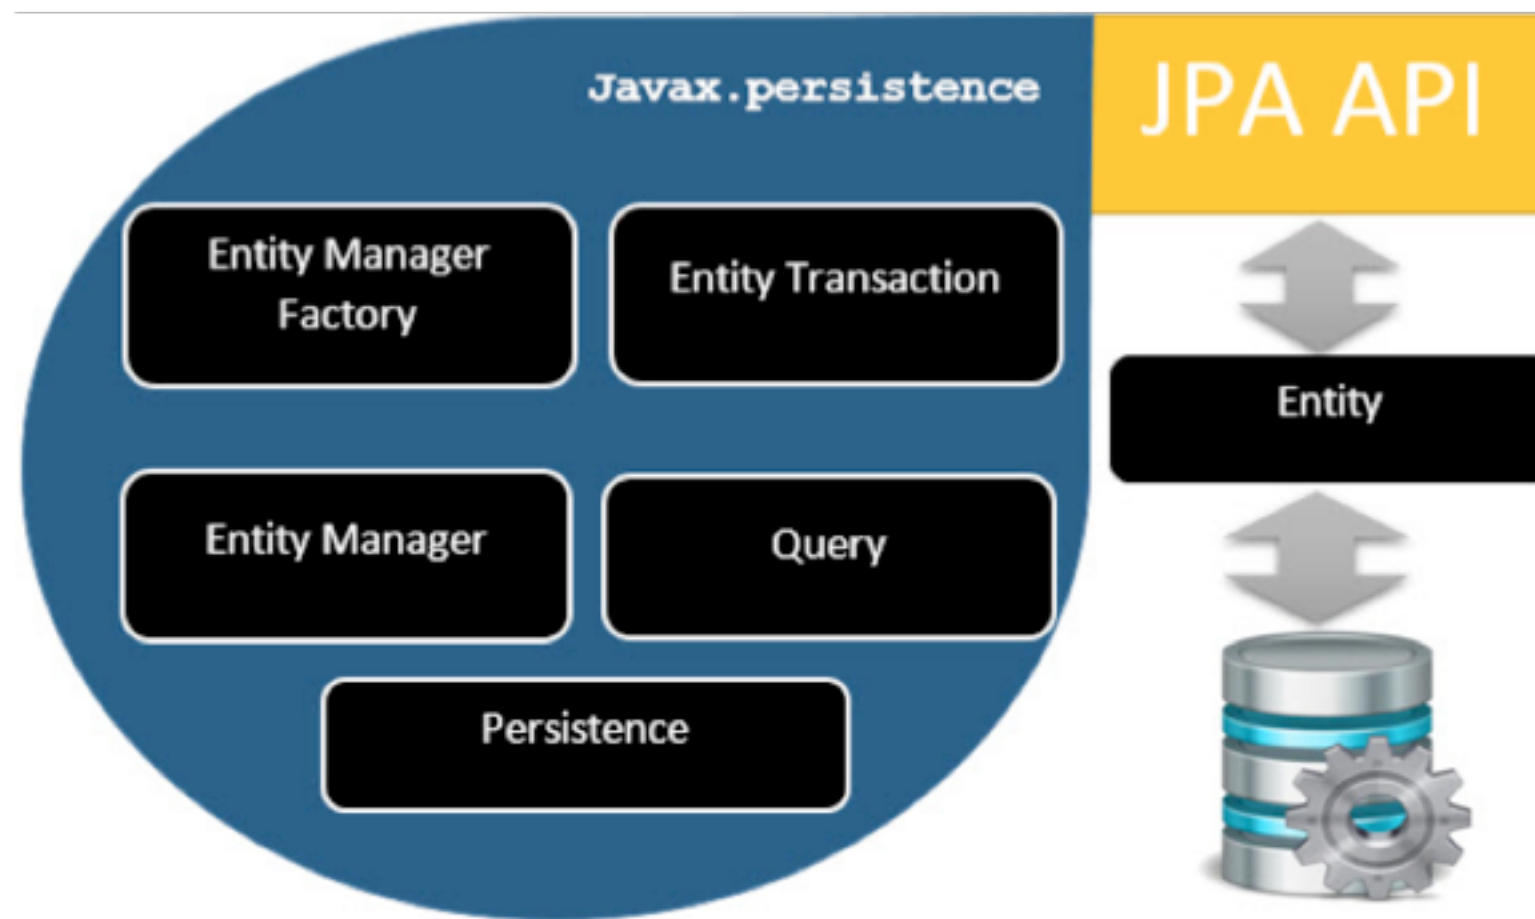 Javax.persistence
JPA API
Entity Manager
Factory
Entity Transaction
Entity
Entity Manager
Query
Persistence